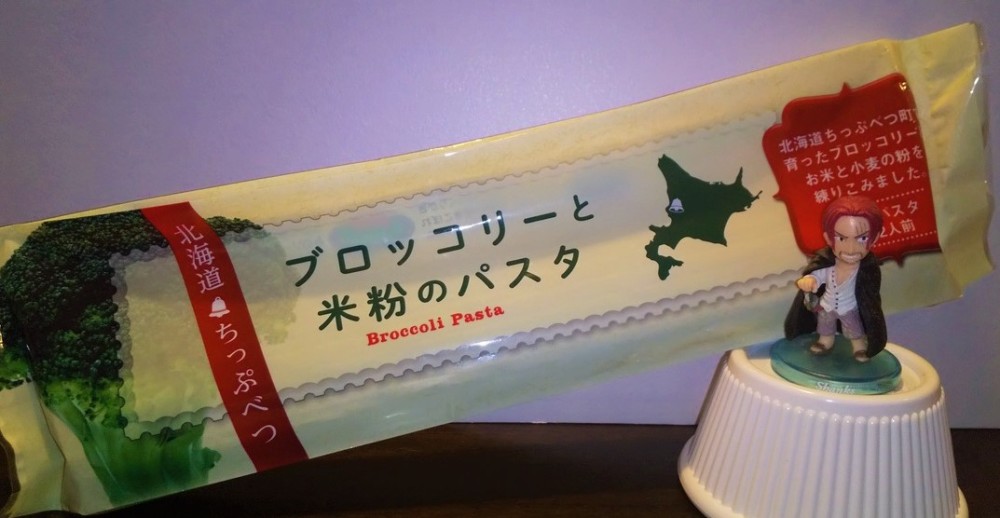 北海道ちっぷべつ
ブロッコリーと
米粉のパスタ
Broccoli Pasta
北海道ちっぷべつ町で
育ったブロッコリー
お米と小麦の粉を
練りこみました。
パスタ
2人前